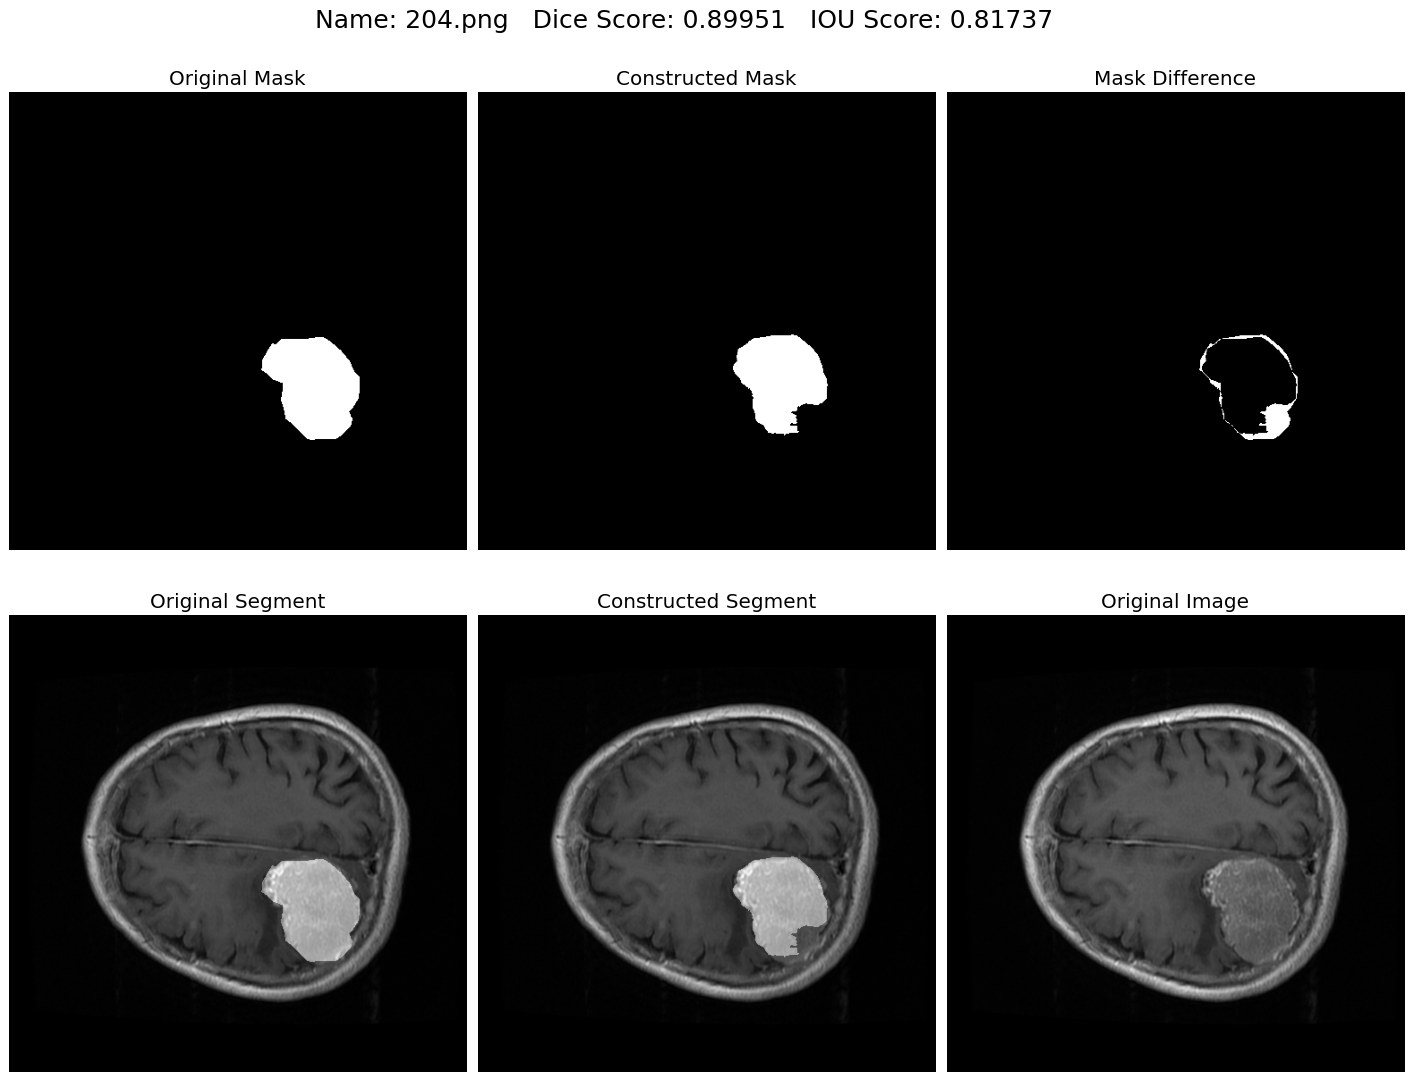 Name: 204.png   Dice Score: 0.89951   IOU Score: 0.81737
Original Mask
Constructed Mask
Mask Difference
Original Segment
Constructed Segment
Original Image